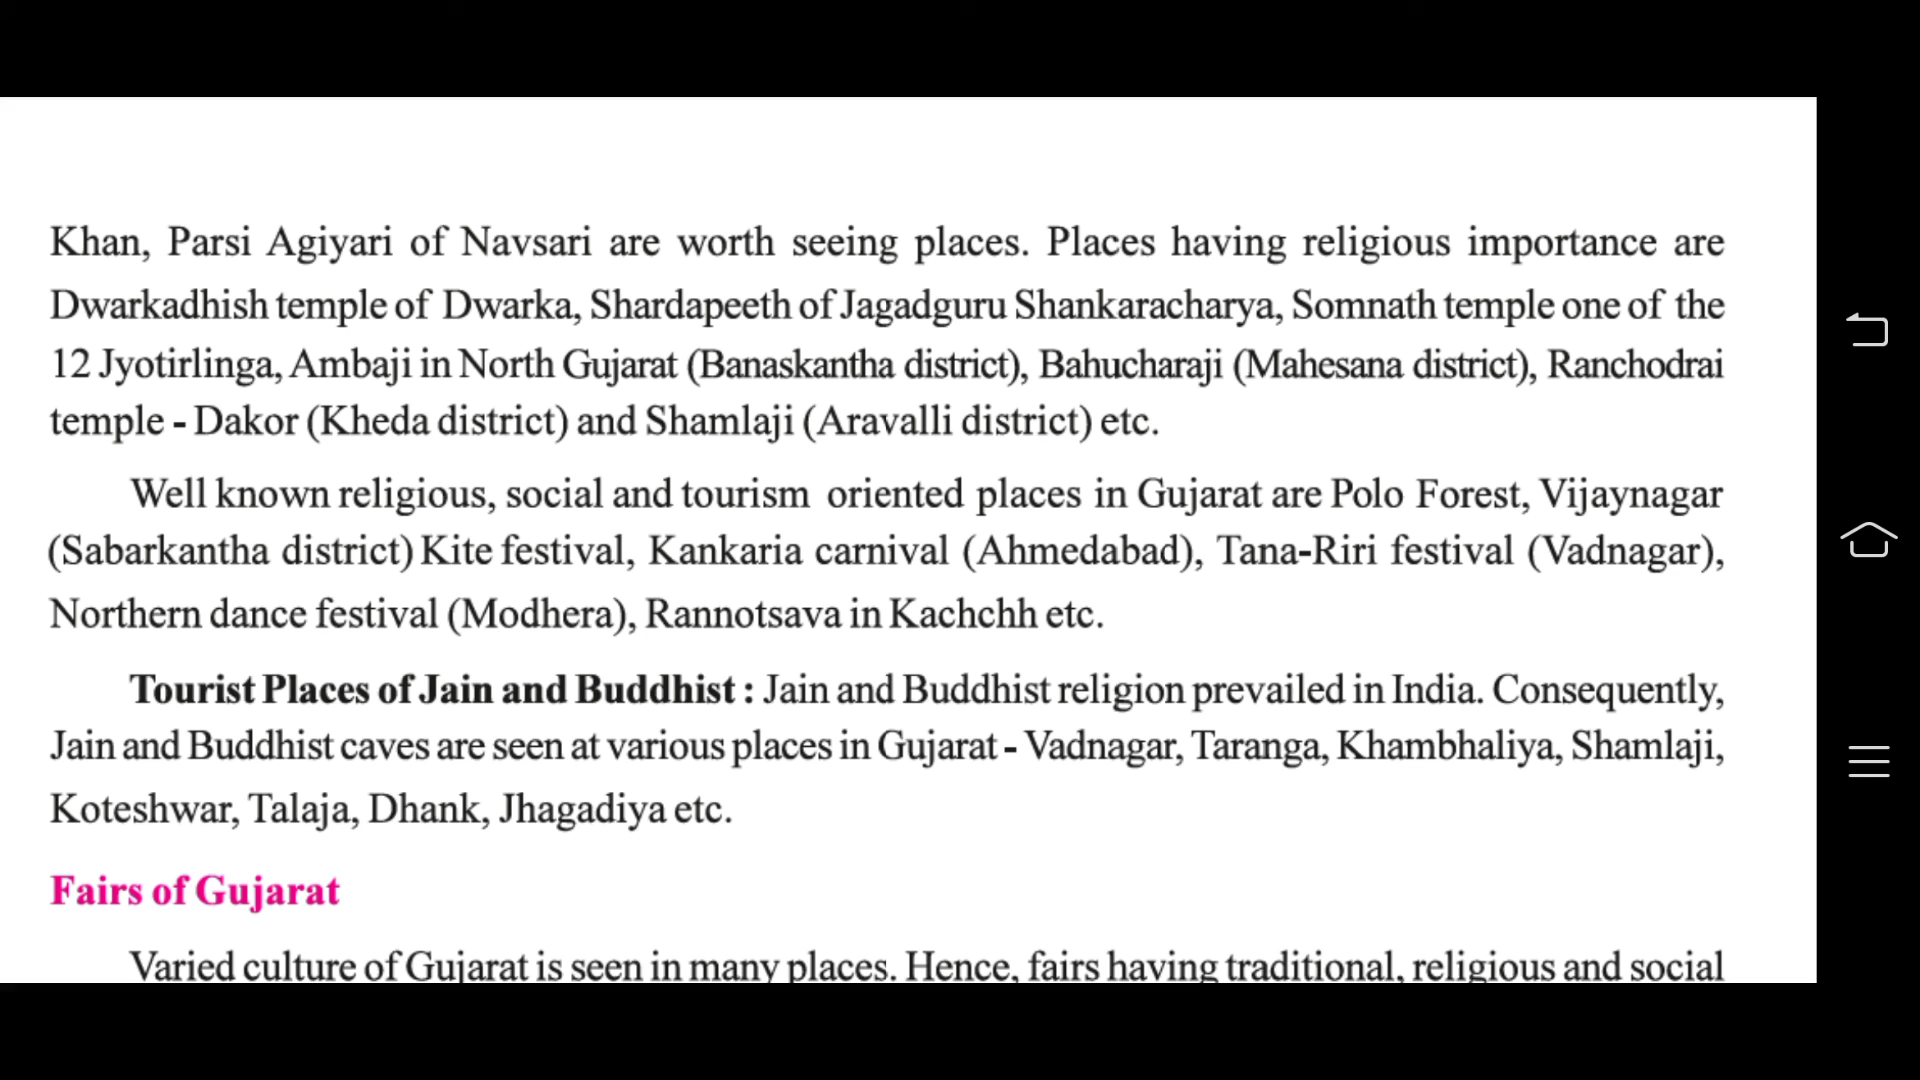 Khan, Parsi Agiyari of Navsari are worth seeing places. Places having religious importance are
Dwarkadhish temple of Dwarka, Shardapeeth of Jagadguru Shankaracharya, Somnath temple one of the
12 Jyotirlinga, Ambaji in North Gujarat (Banaskantha district), Bahucharaji (Mahesana district), Ranchodrai
temple - Dakor (Kheda district) and Shamlaji (Aravalli district) etc.
Well known religious, social and tourism oriented places in Gujarat are Polo Forest, Vijaynagar
(Sabarkantha district) Kite festival, Kankaria carnival (Ahmedabad), Tana-Riri festival (Vadnagar),
Northern dance festival (Modhera), Rannotsava in Kachchh etc.
Tourist Places of Jain and Buddhist : Jain and Buddhist religion prevailed in India. Consequently,
Jain and Buddhist caves are seen at various places in Gujarat - Vadnagar, Taranga, Khambhaliya, Shamlaji,
Koteshwar, Talaja, Dhank, Jhagadiya etc.
Fairs of Gujarat
Varied culture of Gujarat is seen in many places. Hence, fairs having traditional, religious and social